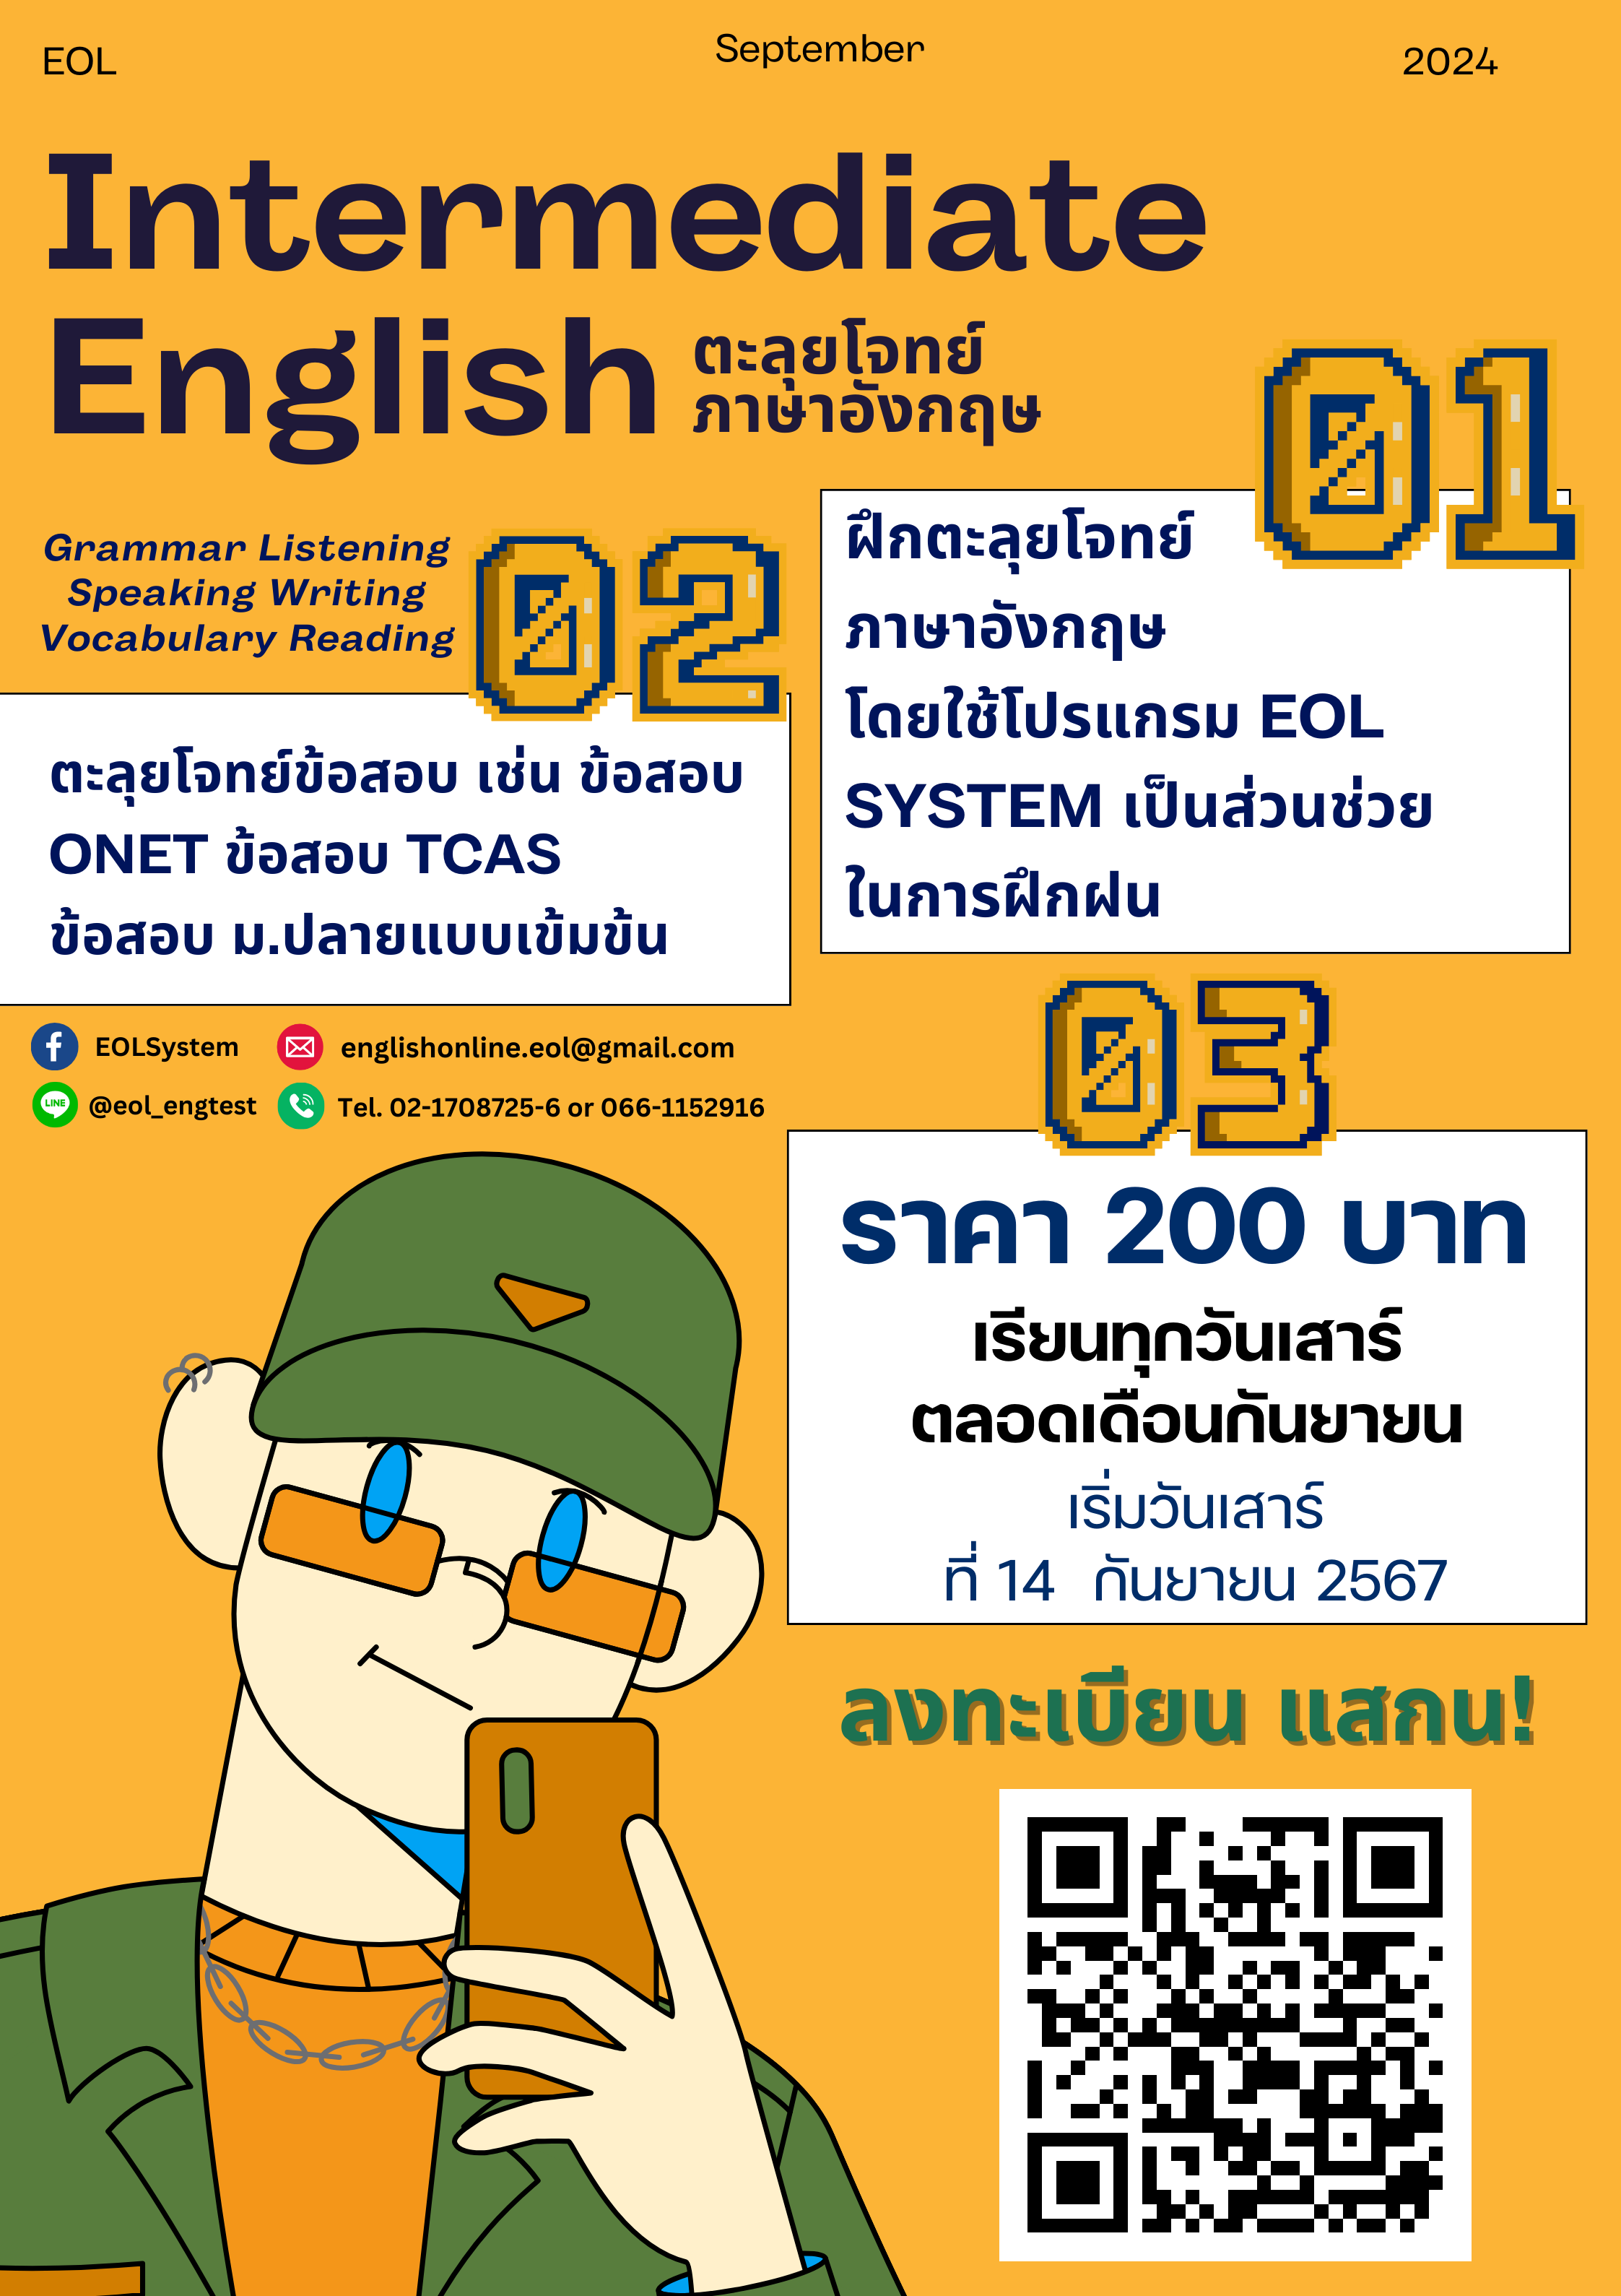 EOL
September
2024
Intermediate
English
ตะลุยโจทย์
ภาษาอังกฤษ
01
ฝึกตะลุยโจทย์
ภาษาอังกฤษ
โดยใช้โปรแกรม EOL
SYSTEM เป็นส่วนช่วย
ในการฝึกฝน
Grammar Listening
Speaking Writing
Vocabulary Reading
02
ตะลุยโจทย์ข้อสอบ เช่น ข้อสอบ
ONET ข้อสอบ TCAS
ข้อสอบ ม.ปลายแบบเข้มข้น
EOLSystem
englishonline.eol@gmail.com
LINE
@eol_engtest
Tel. 02-1708725-6 or 066-1152916
03
ราคา 200 บาท
เรียนทุกวันเสาร์
ตลอดเดือนกันยายน
เริ่มวันเสาร์
ที่ 14 กันยายน 2567
ลงทะเบียน แสกน!